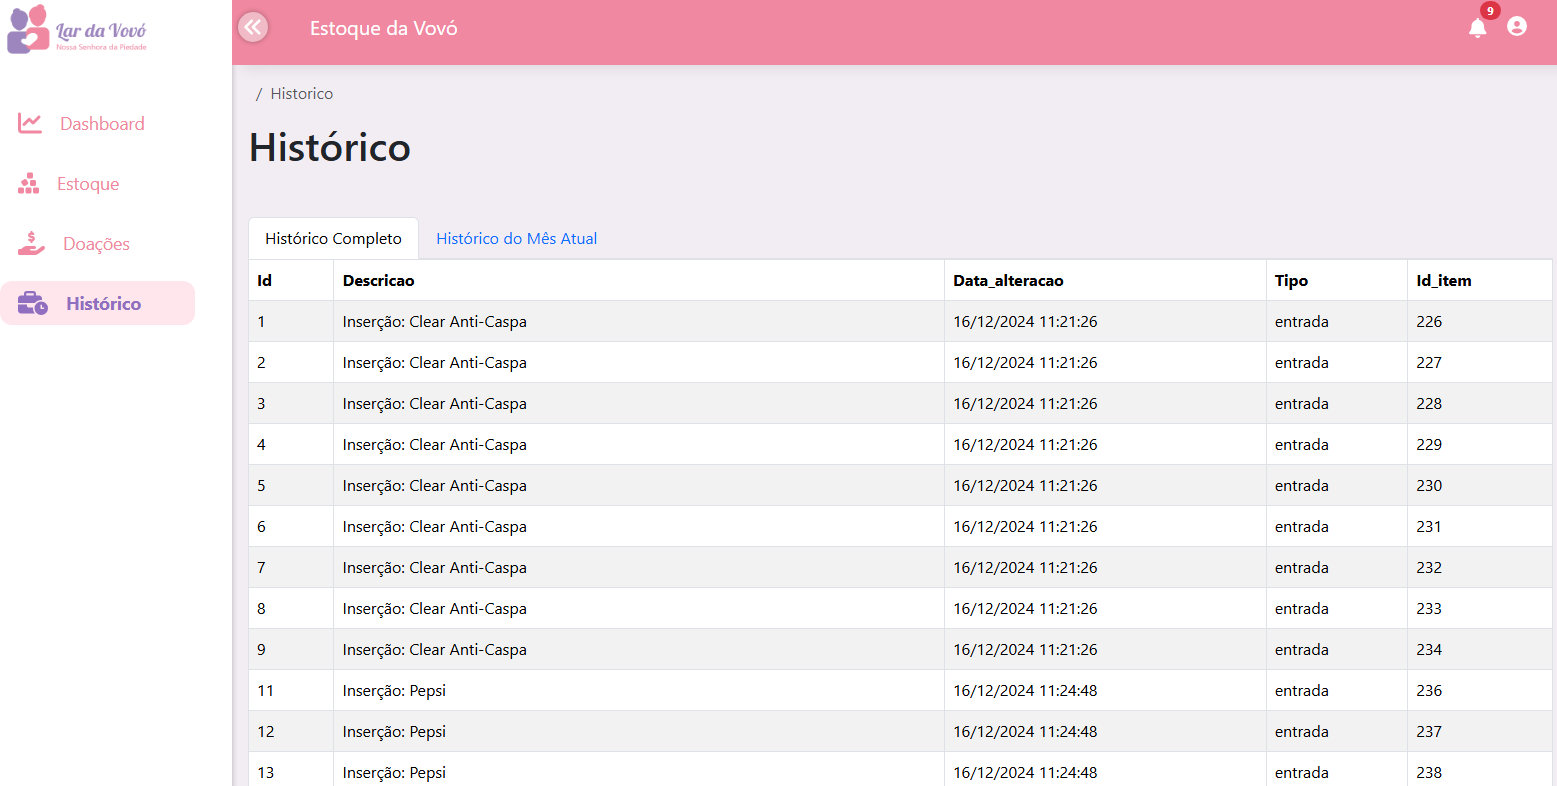 Lar da Vovó
Nossa Senhora da Piedade
Estoque da Vovó
9
Dashboard
Estoque
Doações
Histórico
/ Historico
Histórico
Histórico Completo Histórico do Mês Atual
Id Descricao Data_alteracao Tipo Id_item
1 Inserção: Clear Anti-Caspa 16/12/2024 11:21:26 entrada 226
2 Inserção: Clear Anti-Caspa 16/12/2024 11:21:26 entrada 227
3 Inserção: Clear Anti-Caspa 16/12/2024 11:21:26 entrada 228
4 Inserção: Clear Anti-Caspa 16/12/2024 11:21:26 entrada 229
5 Inserção: Clear Anti-Caspa 16/12/2024 11:21:26 entrada 230
6 Inserção: Clear Anti-Caspa 16/12/2024 11:21:26 entrada 231
7 Inserção: Clear Anti-Caspa 16/12/2024 11:21:26 entrada 232
8 Inserção: Clear Anti-Caspa 16/12/2024 11:21:26 entrada 233
9 Inserção: Clear Anti-Caspa 16/12/2024 11:21:26 entrada 234
11 Inserção: Pepsi 16/12/2024 11:24:48 entrada 236
12 Inserção: Pepsi 16/12/2024 11:24:48 entrada 237
13 Inserção: Pepsi 16/12/2024 11:24:48 entrada 238